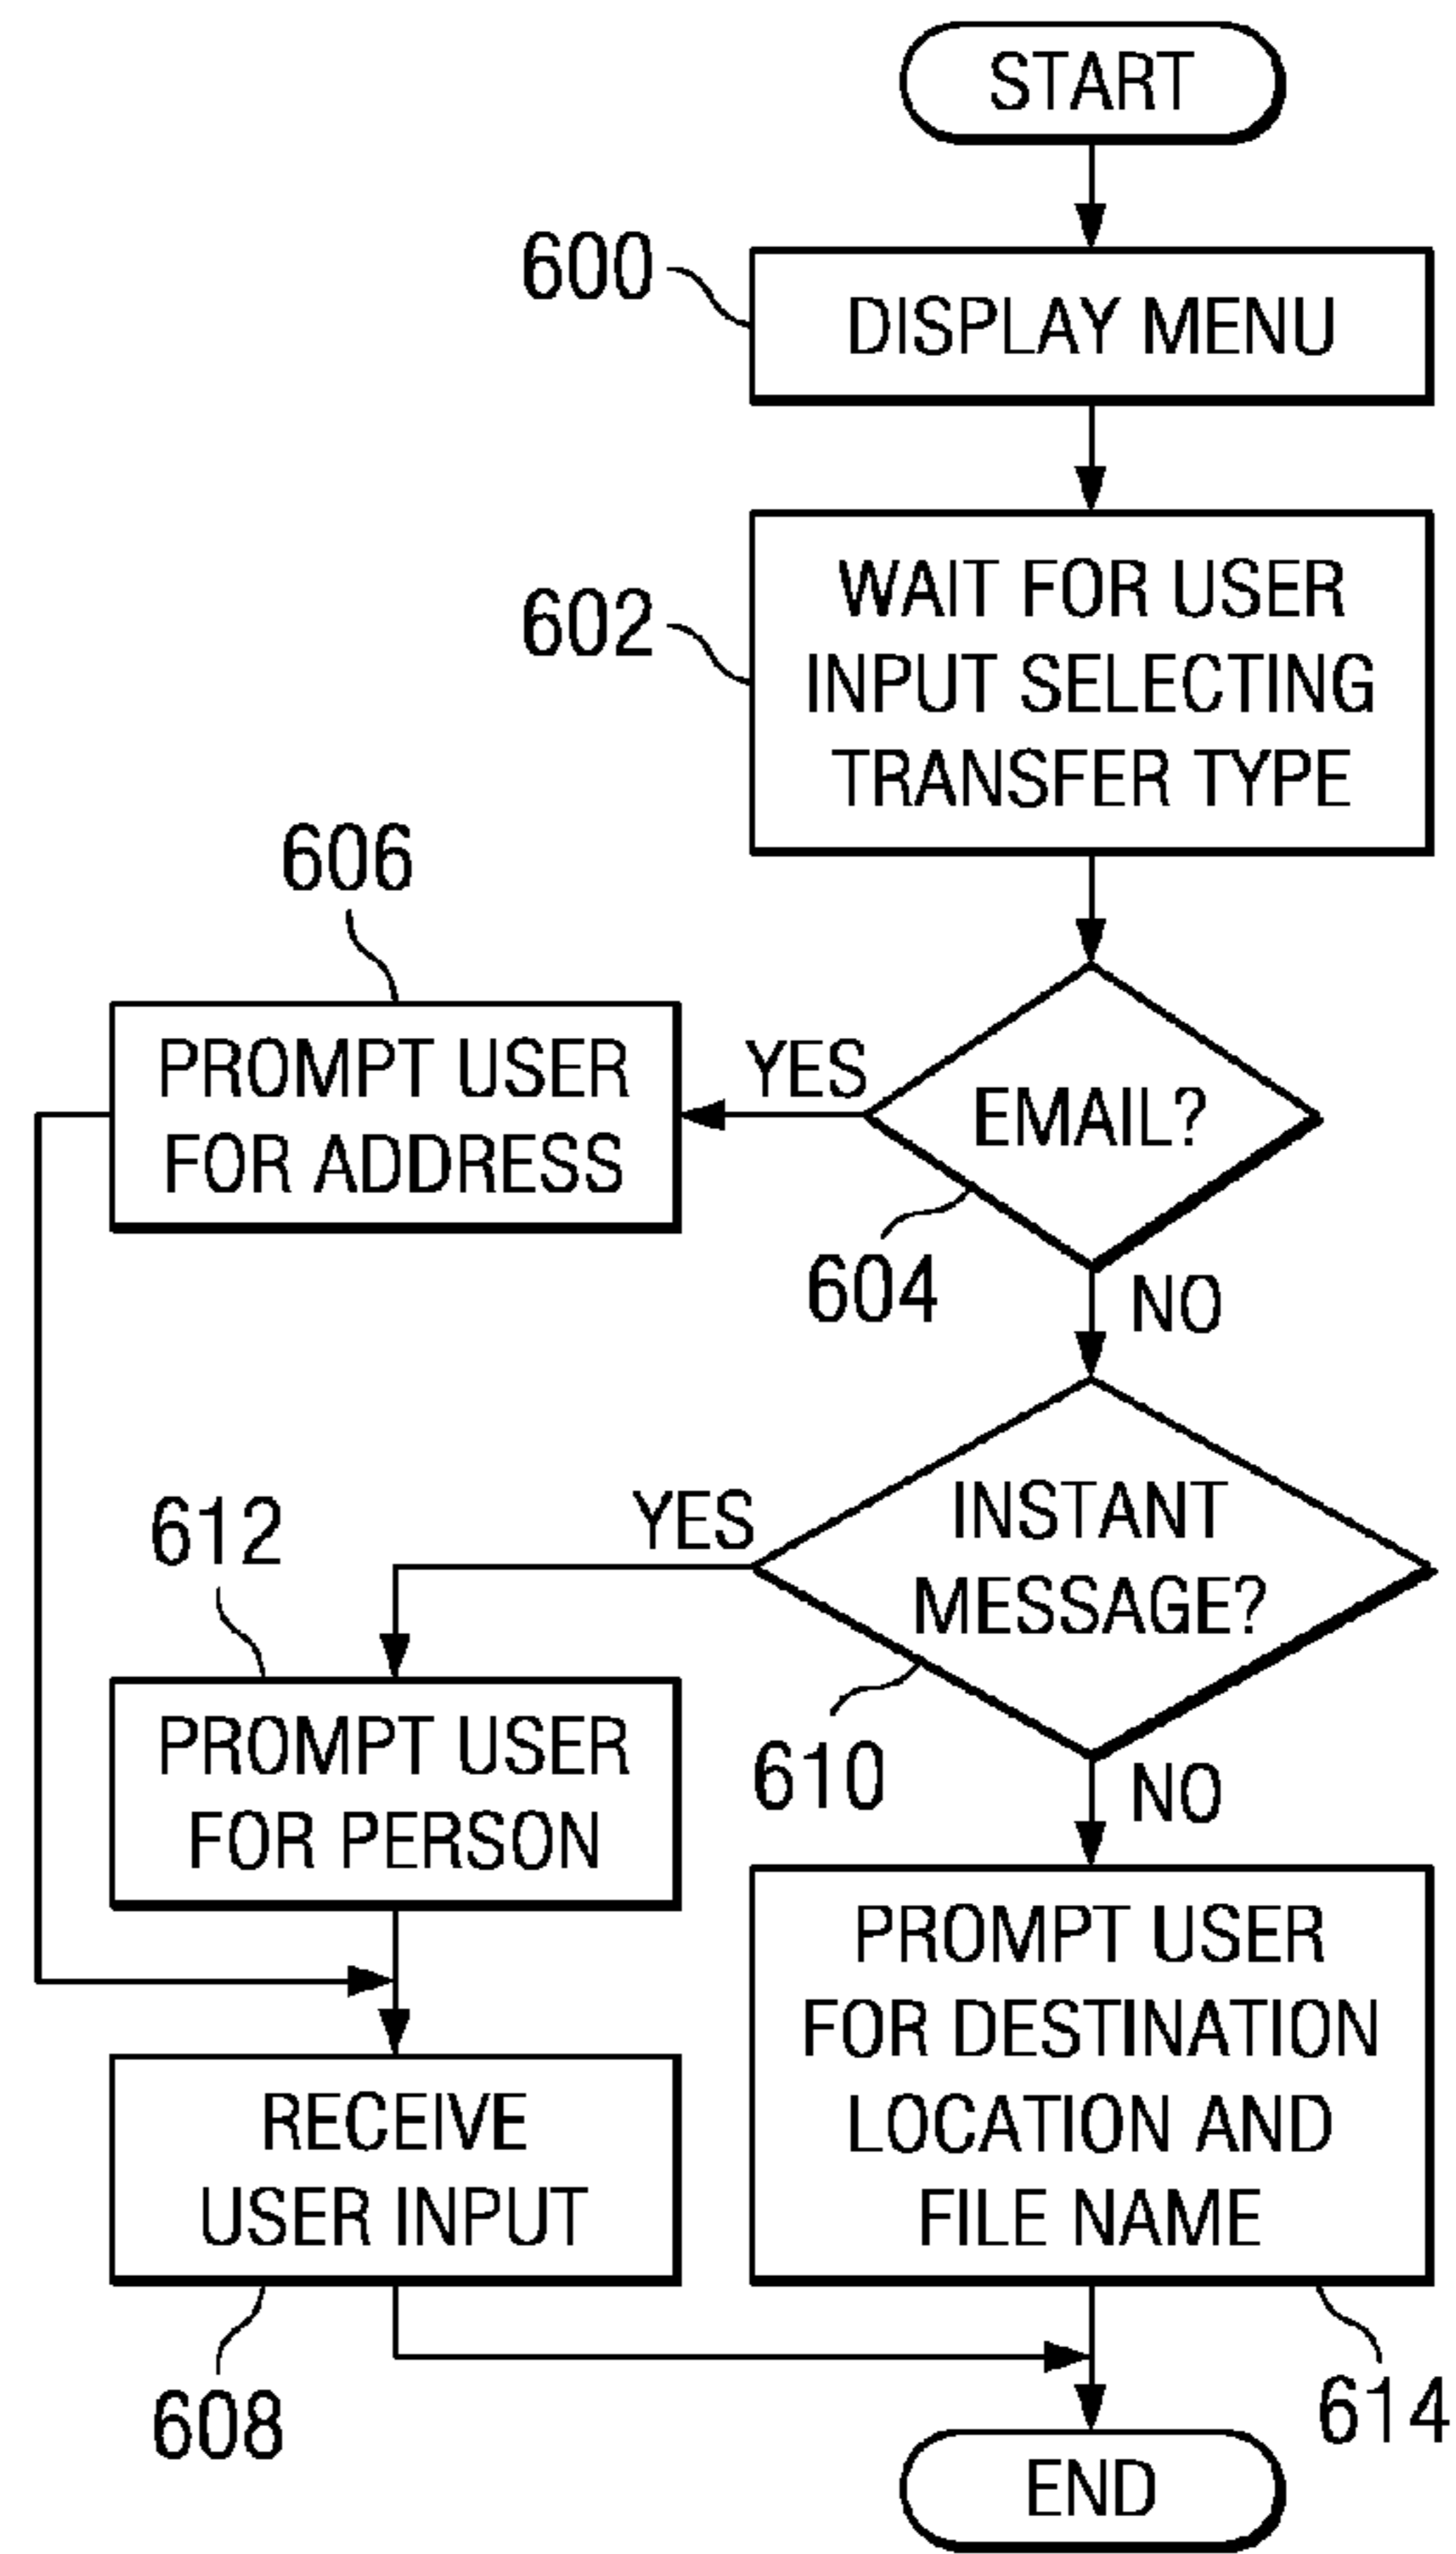 START
600
DISPLAY MENU
602
WAIT FOR USER
INPUT SELECTING
TRANSFER TYPE
606
PROMPT USER
FOR ADDRESS
YES
EMAIL?
604
NO
612
YES
INSTANT
MESSAGE?
610
NO
PROMPT USER
FOR PERSON
PROMPT USER
FOR DESTINATION
LOCATION AND
FILE NAME
RECEIVE
USER INPUT
608
614
END